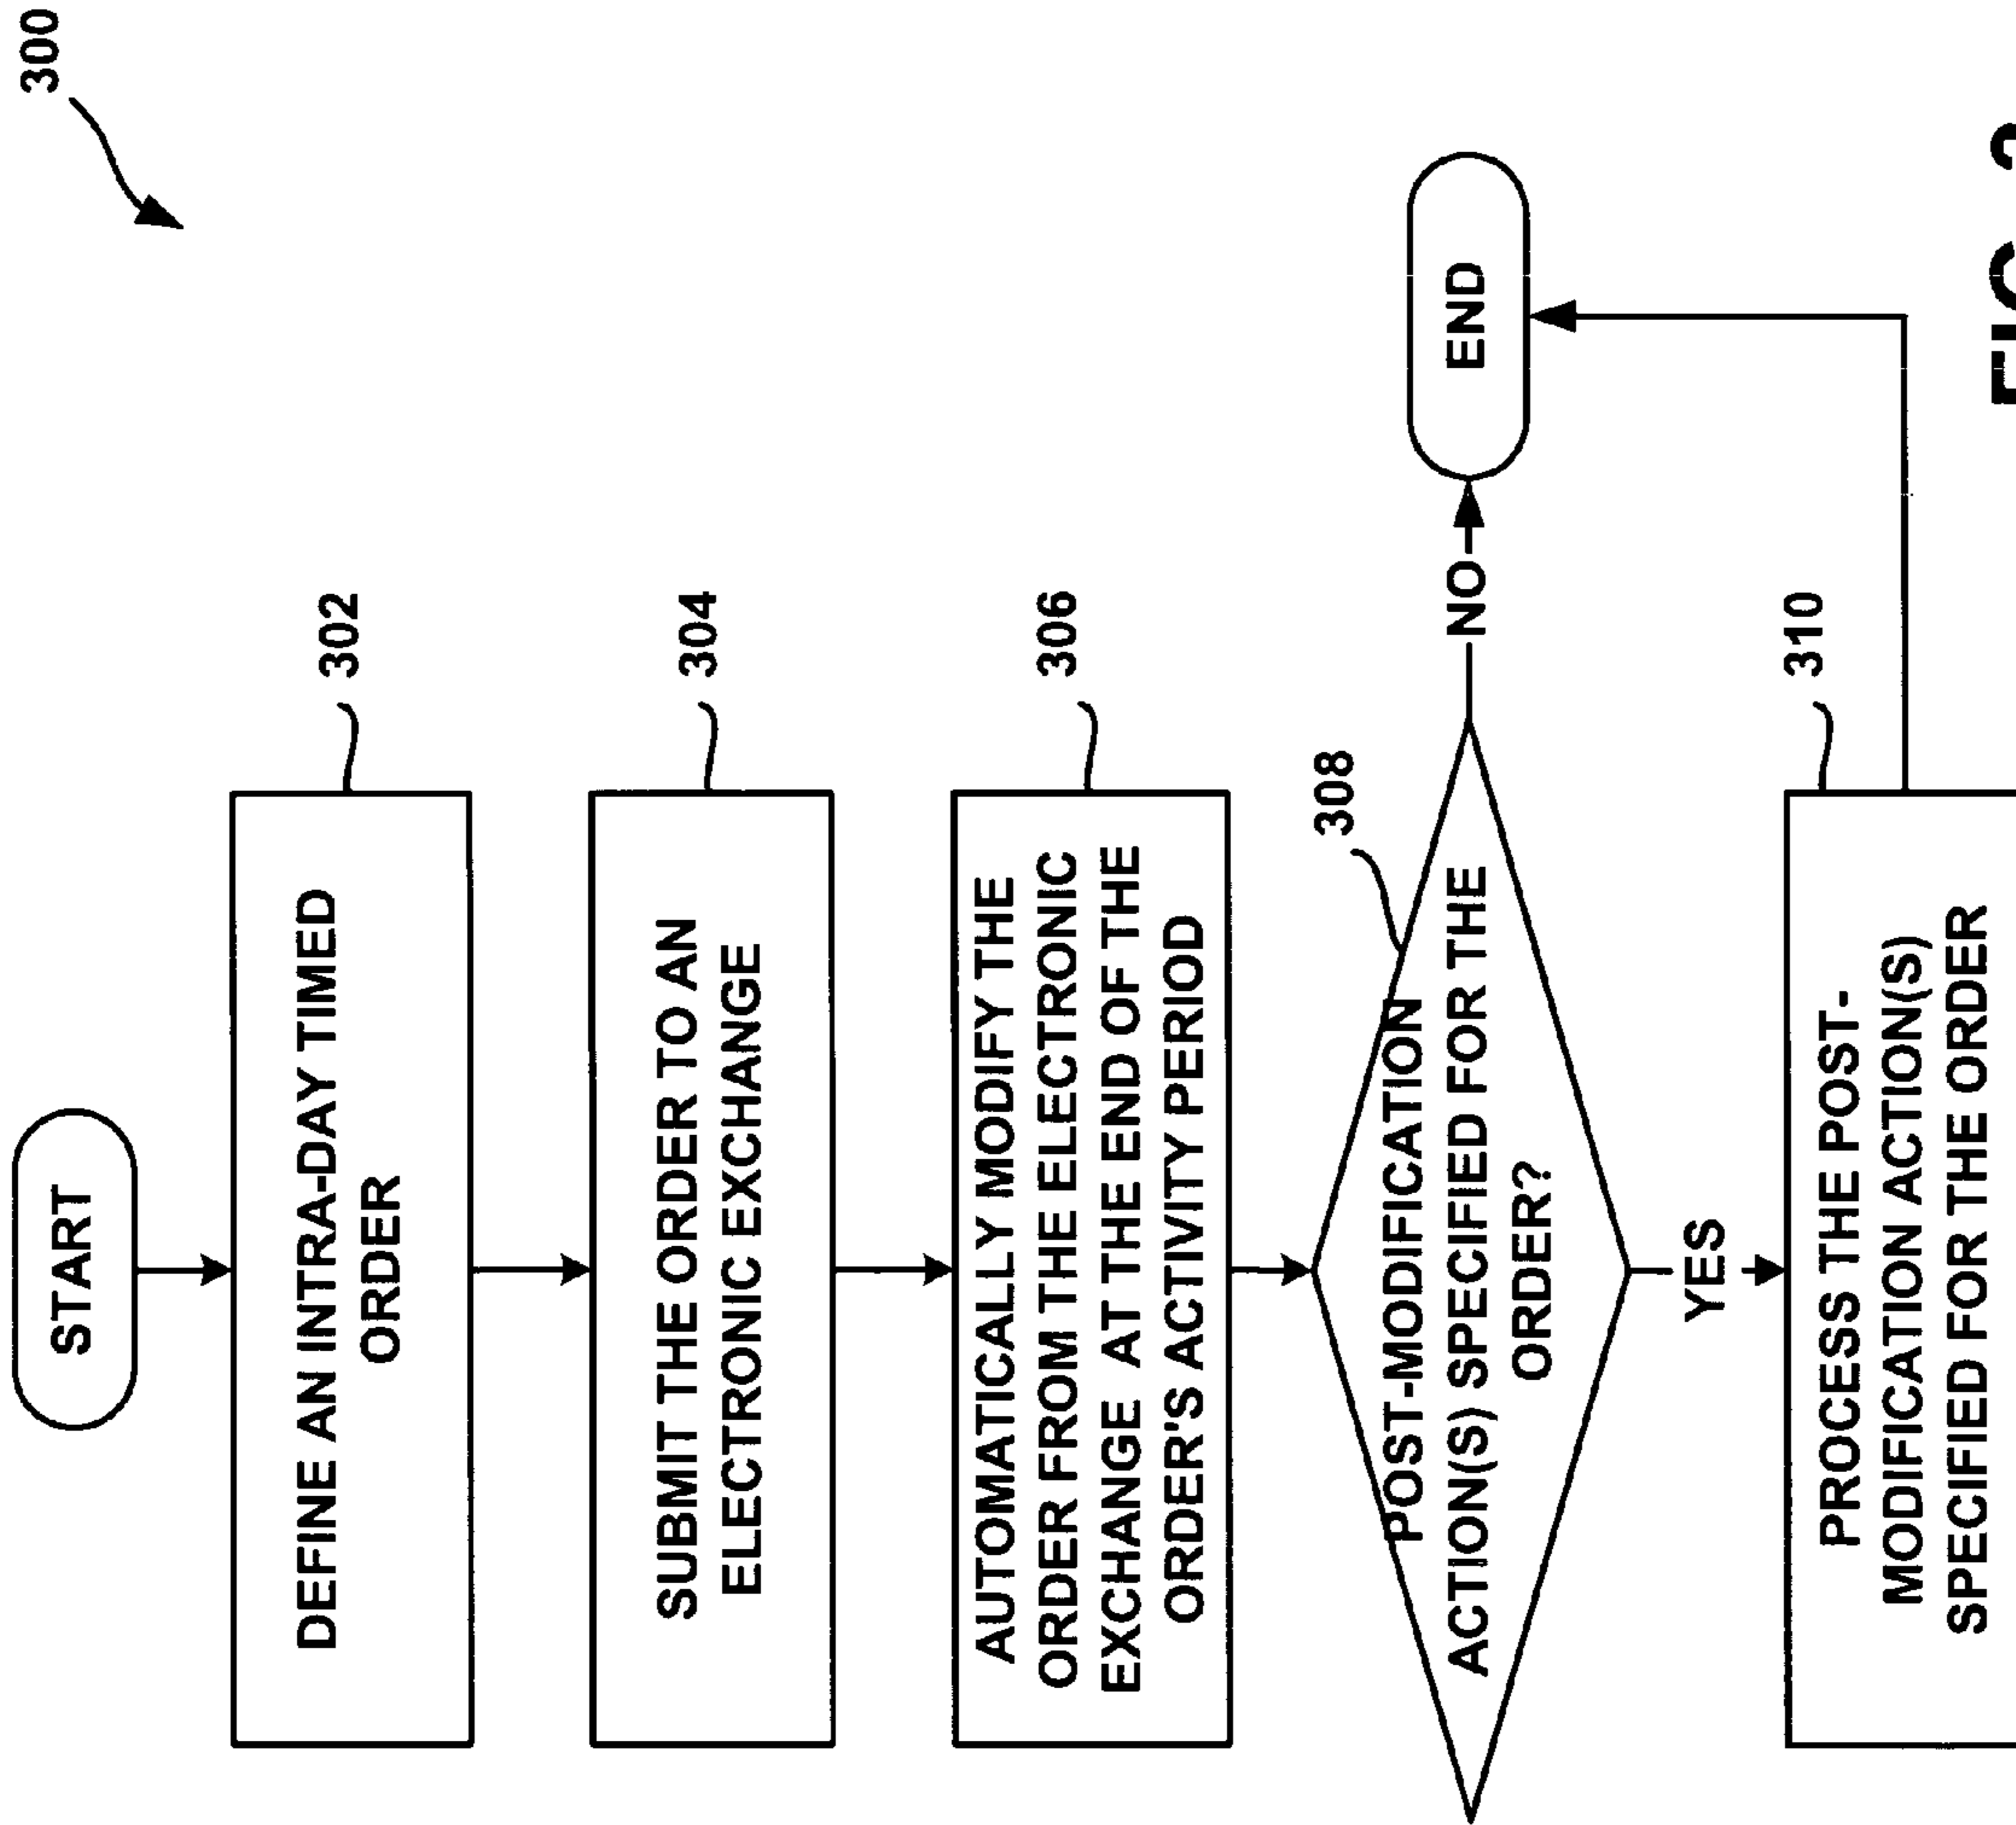 300
START
DEFINE AN INTRA-DAY TIMED
ORDER
302
SUBMIT THE ORDER TO AN
ELECTRONIC EXCHANGE
304
AUTOMATICALLY MODIFY THE
ORDER FROM THE ELECTRONIC
EXCHANGE AT THE END OF THE
ORDER'S ACTIVITY PERIOD
306
308
POST-MODIFICATION
ACTION(S) SPECIFIED FOR THE
ORDER?
NO
END
YES
PROCESS THE POST-
MODIFICATION ACTION(S)
SPECIFIED FOR THE ORDER
310